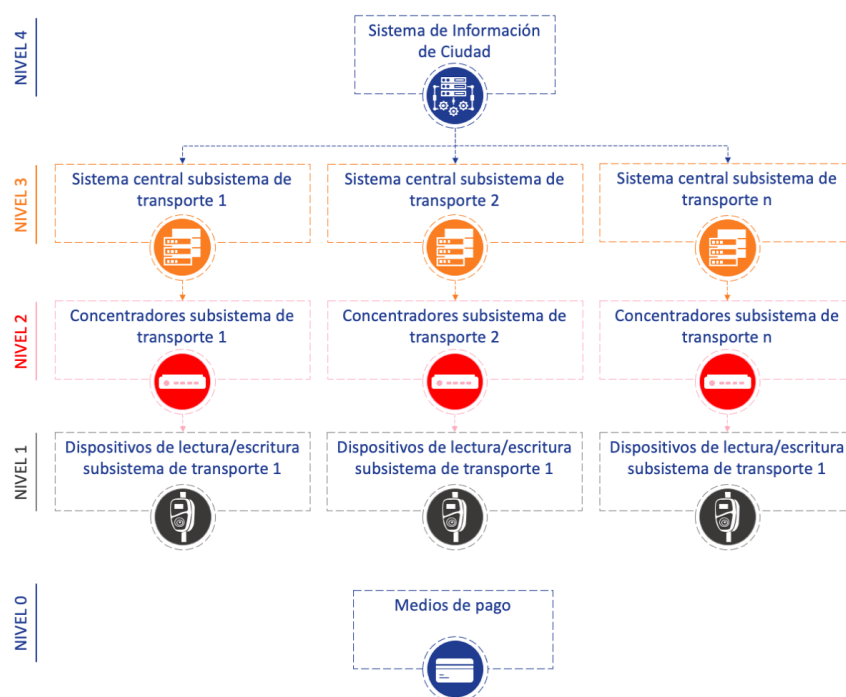 NIVEL 4
Sistema de Información
de Ciudad
NIVEL 3
Sistema central subsistema de
transporte 1
Sistema central subsistema de
transporte 2
Sistema central subsistema de
transporte n
NIVEL 2
Concentradores subsistema de
transporte 1
Concentradores subsistema de
transporte 2
Concentradores subsistema de
transporte n
NIVEL 1
Dispositivos de lectura/escritura
subsistema de transporte 1
Dispositivos de lectura/escritura
subsistema de transporte 1
Dispositivos de lectura/escritura
subsistema de transporte 1
NIVEL 0
Medios de pago